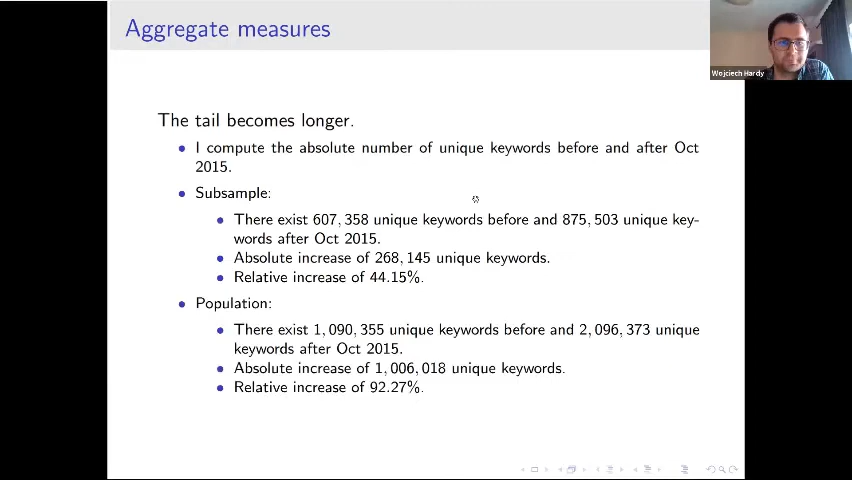 Aggregate measures
Wojciech Hardy
The tail becomes longer.
I compute the absolute number of unique keywords before and after Oct
2015.
Subsample:
There exist 607,358 unique keywords before and 875,503 unique key-
words after Oct 2015.
Absolute increase of 268,145 unique keywords.
Relative increase of 44.15%.
Population:
There exist 1,090,355 unique keywords before and 2,096,373 unique
keywords after Oct 2015.
Absolute increase of 1,006,018 unique keywords.
Relative increase of 92.27%.